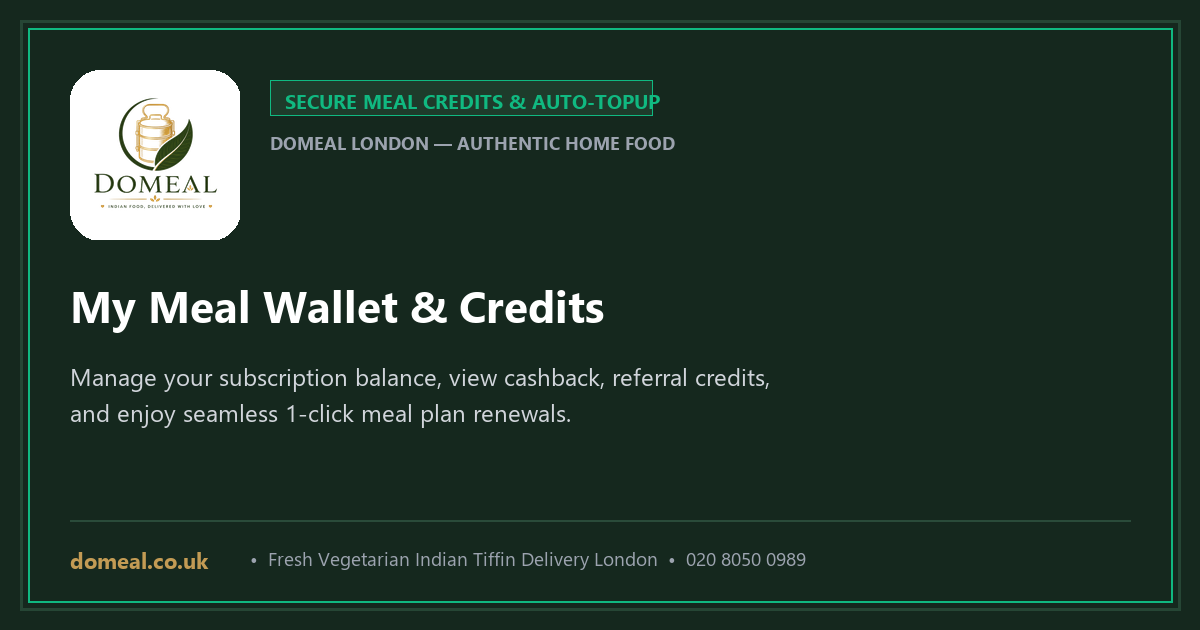 SECURE MEAL CREDITS & AUTO-TOPUP
DOMEAL LONDON — AUTHENTIC HOME FOOD
DOMEAL
INDIAN FOOD, DELIVERED WITH LOVE
My Meal Wallet & Credits
Manage your subscription balance, view cashback, referral credits,
and enjoy seamless 1-click meal plan renewals.
domeal.co.uk • Fresh Vegetarian Indian Tiffin Delivery London • 020 8050 0989